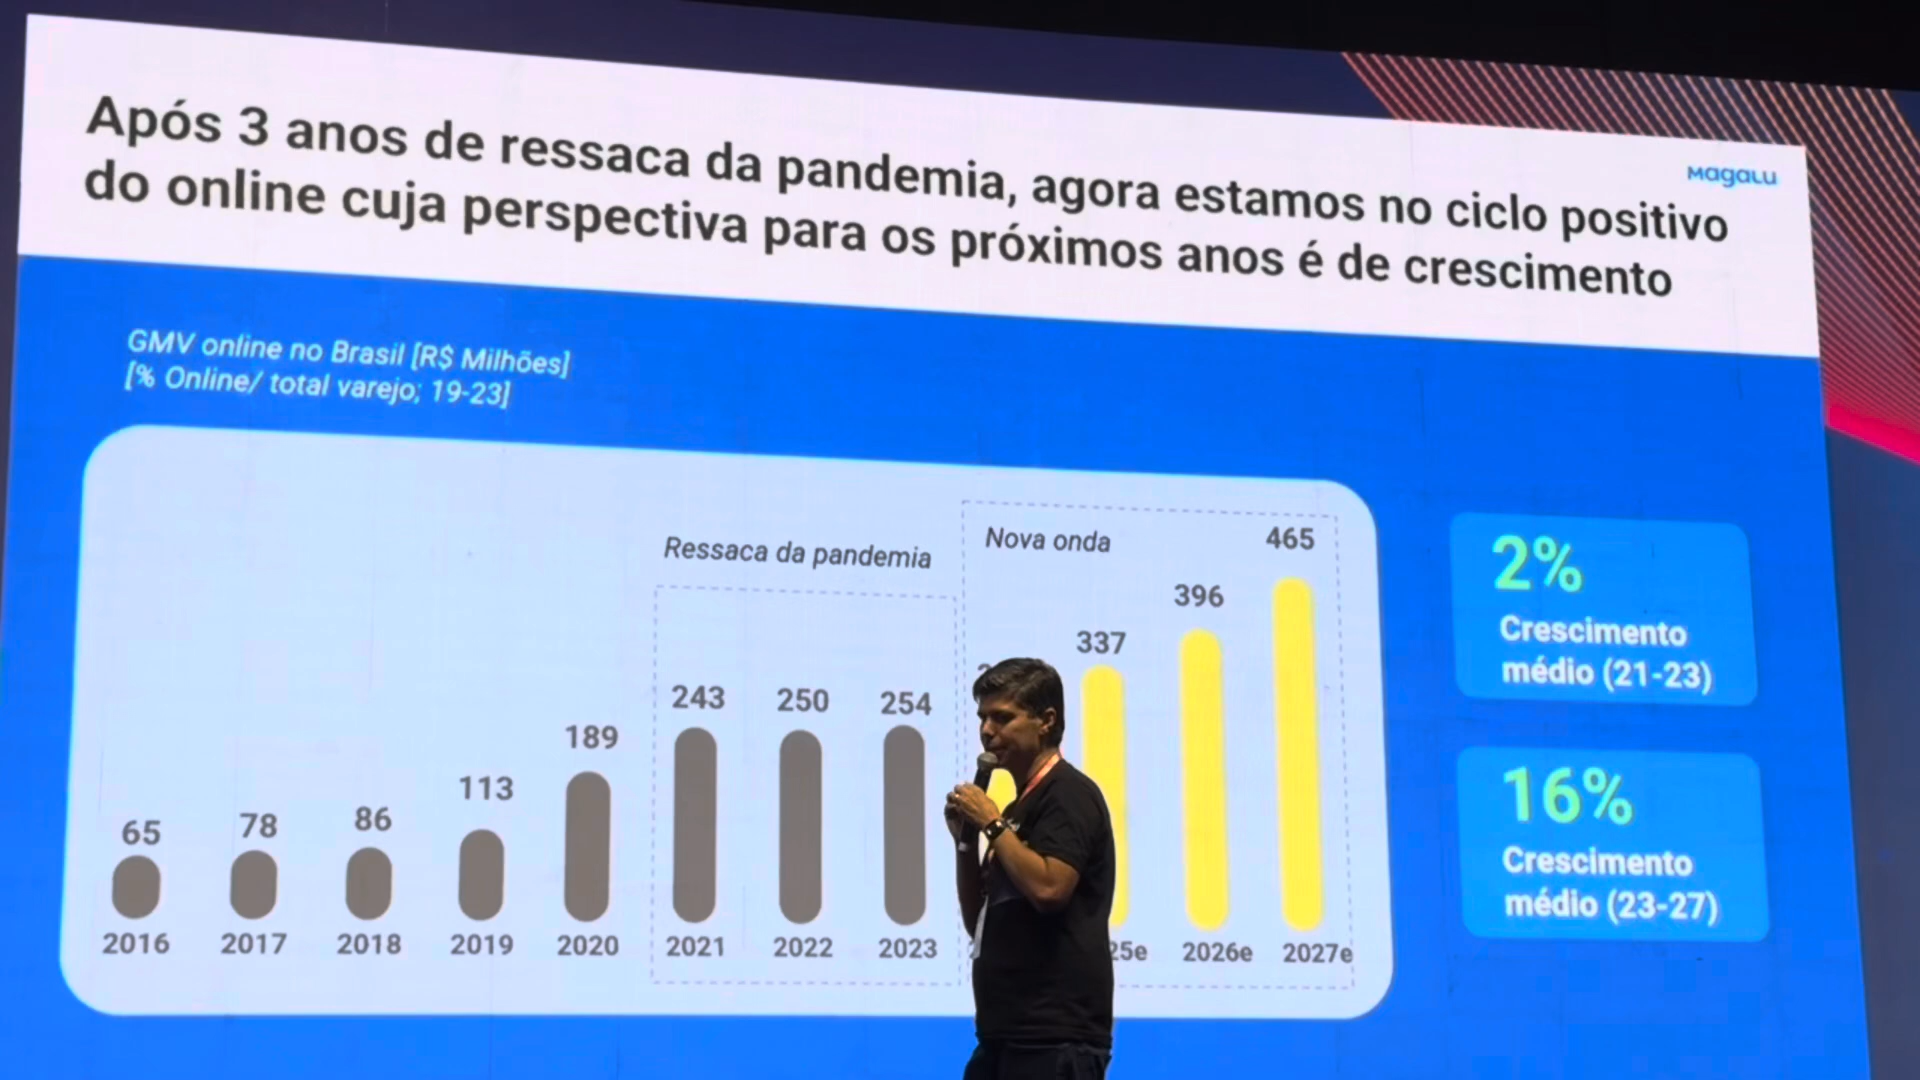 Após 3 anos de ressaca da pandemia, agora estamos no ciclo positivo
do online cuja perspectiva para os próximos anos é de crescimento
Magalu
GMV online no Brasil [R$ Milhões]
[% Online/ total varejo; 19-23]
Ressaca da pandemia
Nova onda
65
78
86
113
189
243
250
254
337
396
465
2016
2017
2018
2019
2020
2021
2022
2023
25e
2026e
2027e
2%
Crescimento
médio (21-23)
16%
Crescimento
médio (23-27)